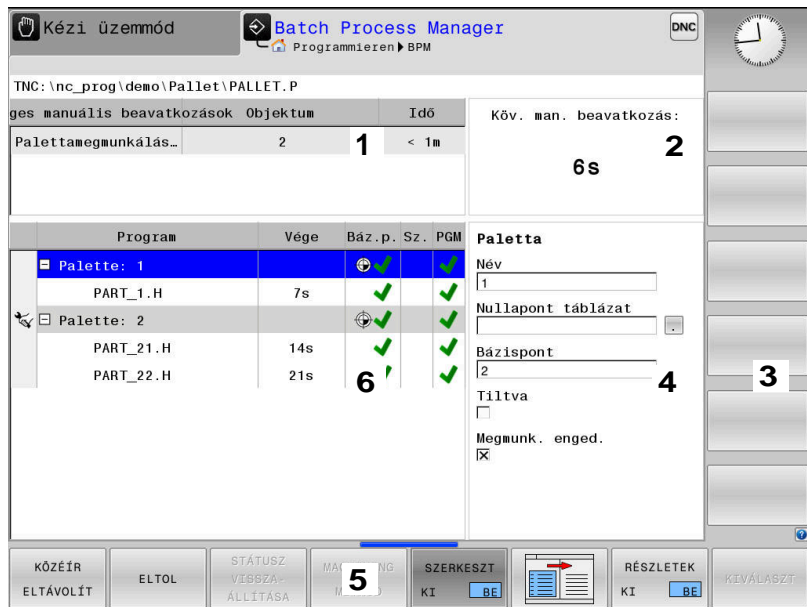 Kézi üzemmód
Batch Process Manager
Programmieren BPM
DNC
TNC:\nc_prog\demo\Pallet\PALLET.P
ges manuális beavatkozások Objektum Idő
Palettamegmunkálás… 2 < 1m
1
Köv. man. beavatkozás:
2
6s
Program Vége Báz.p. Sz. PGM
Palette: 1
PART_1.H 7s
Palette: 2
PART_21.H 14s
PART_22.H 21s
6
Paletta
Név
1
Nullapont táblázat
.
Bázispont
2
4
Tiltva
Megmunk. enged.
3
KÖZÉÍR
ELTÁVOLÍT
ELTOL
STÁTUSZ
VISSZA-
ÁLLÍTÁSA
5
SZERKESZT
KI BE
RÉSZLETEK
KI BE
KIVÁLASZT